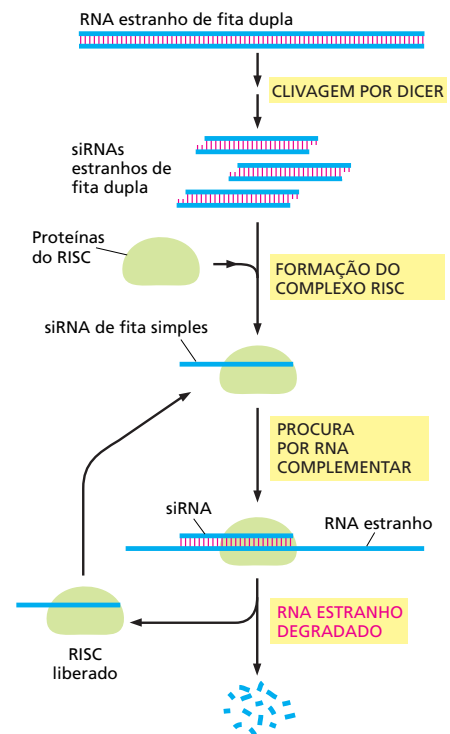 RNA estranho de fita dupla
CLIVAGEM POR DICER
siRNAs
estranhos de
fita dupla
Proteínas
do RISC
FORMAÇÃO DO
COMPLEXO RISC
siRNA de fita simples
PROCURA
POR RNA
COMPLEMENTAR
siRNA
RNA estranho
RNA ESTRANHO
DEGRADADO
RISC
liberado